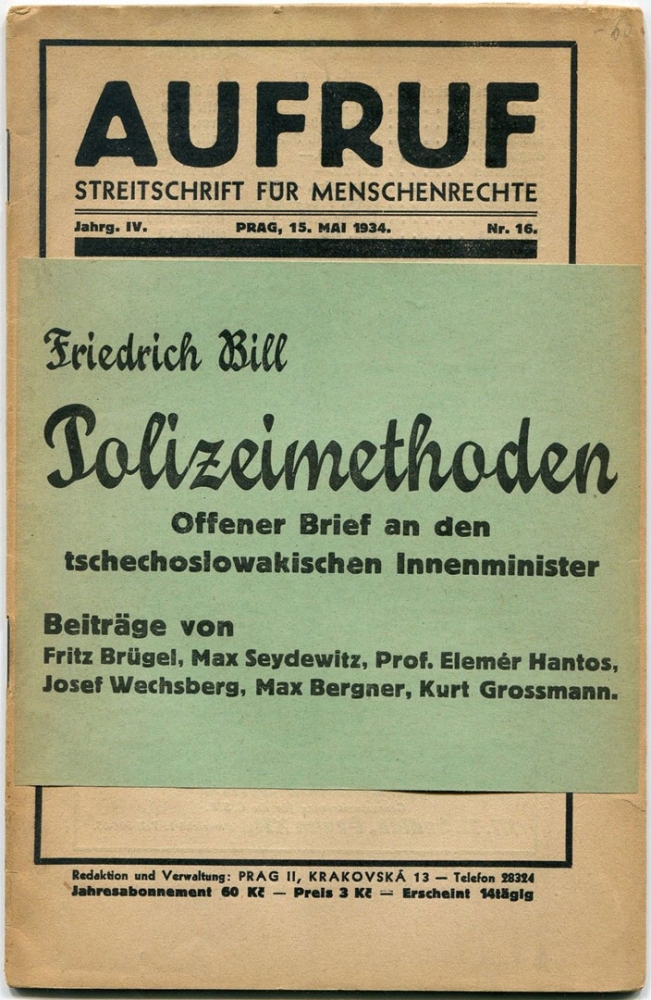 AUFRUF
STREITSCHRIFT FÜR MENSCHENRECHTE
Jahrg. IV. PRAG, 15. MAI 1934. Nr. 16.
Friedrich Bill
Polizeimethoden
Offener Brief an den
tschechoslowakischen Innenminister
Beiträge von
Fritz Brügel, Max Seydewitz, Prof. Elemér Hantos,
Josef Wechsberg, Max Bergner, Kurt Grossmann.
Redaktion und Verwaltung: PRAG II, KRAKOVSKÁ 13 — Telefon 28324
Jahresabonnement 60 Kč — Preis 3 Kč — Erscheint 14tägig